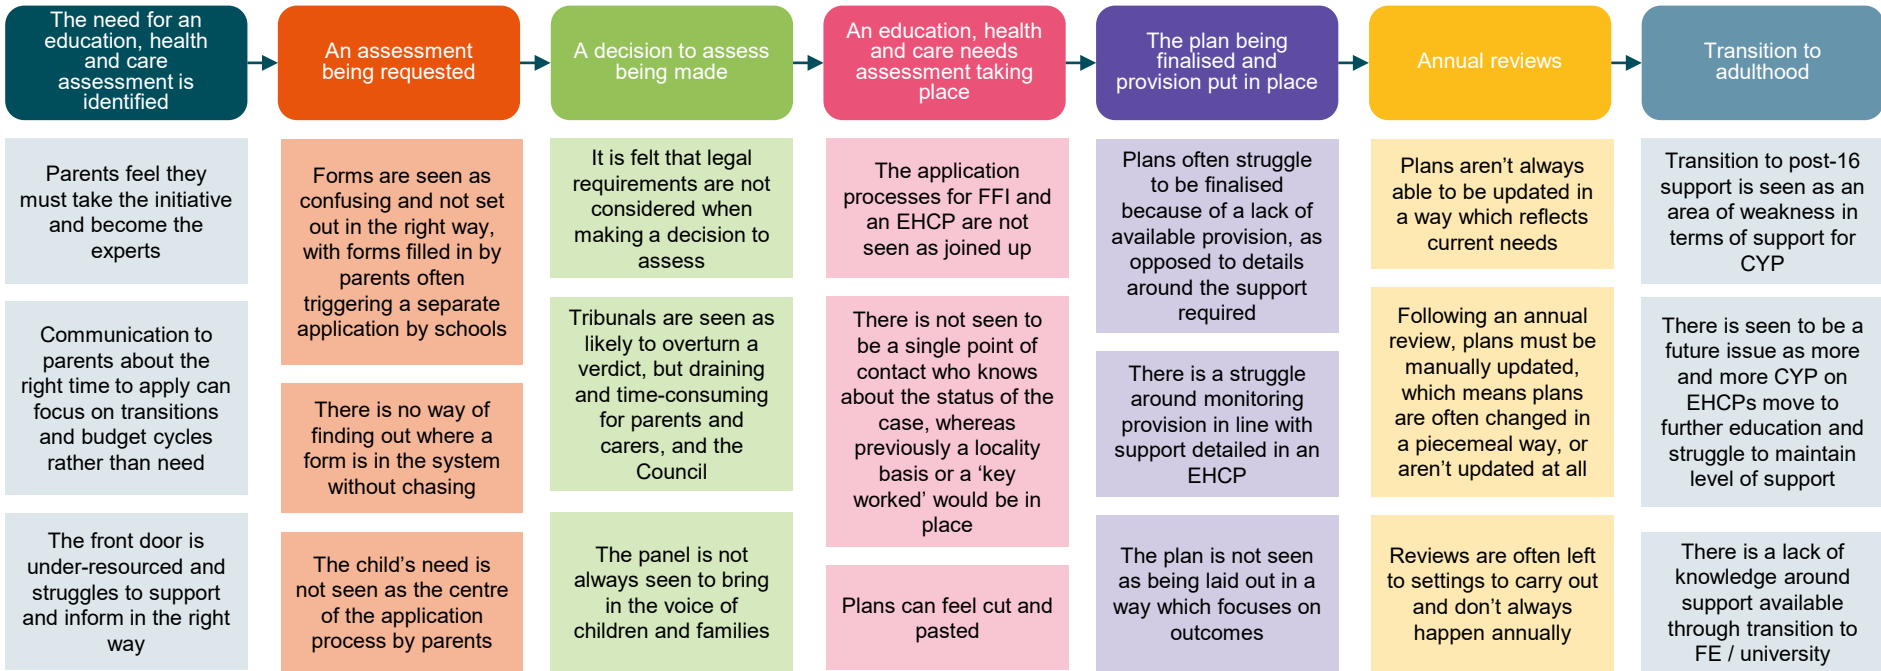 The need for an
education, health
and care
assessment is
identified
An assessment
being requested
A decision to assess
being made
An education, health
and care needs
assessment taking
place
The plan being
finalised and
provision put in place
Annual reviews
Transition to
adulthood
Parents feel they
must take the initiative
and become the
experts
Communication to
parents about the
right time to apply can
focus on transitions
and budget cycles
rather than need
The front door is
under-resourced and
struggles to support
and inform in the right
way
Forms are seen as
confusing and not set
out in the right way,
with forms filled in by
parents often
triggering a separate
application by schools
There is no way of
finding out where a
form is in the system
without chasing
The child’s need is
not seen as the centre
of the application
process by parents
It is felt that legal
requirements are not
considered when
making a decision to
assess
Tribunals are seen as
likely to overturn a
verdict, but draining
and time-consuming
for parents and
carers, and the
Council
The panel is not
always seen to bring
in the voice of
children and families
The application
processes for FFI and
an EHCP are not
seen as joined up
There is not seen to
be a single point of
contact who knows
about the status of the
case, whereas
previously a locality
basis or a ‘key
worked’ would be in
place
Plans can feel cut and
pasted
Plans often struggle
to be finalised
because of a lack of
available provision, as
opposed to details
around the support
required
There is a struggle
around monitoring
provision in line with
support detailed in an
EHCP
The plan is not seen
as being laid out in a
way which focuses on
outcomes
Plans aren’t always
able to be updated in
a way which reflects
current needs
Following an annual
review, plans must be
manually updated,
which means plans
are often changed in
a piecemeal way, or
aren’t updated at all
Reviews are often left
to settings to carry out
and don’t always
happen annually
Transition to post-16
support is seen as an
area of weakness in
terms of support for
CYP
There is seen to be a
future issue as more
and more CYP on
EHCPs move to
further education and
struggle to maintain
level of support
There is a lack of
knowledge around
support available
through transition to
FE / university